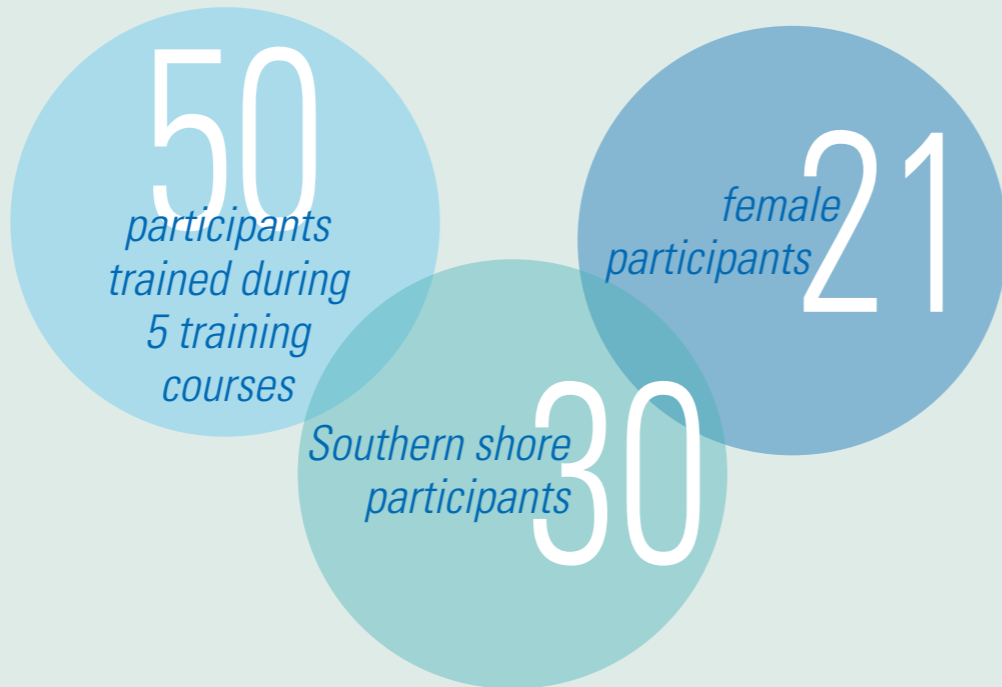 50
participants
trained during
5 training
courses
21
female
participants
30
Southern shore
participants